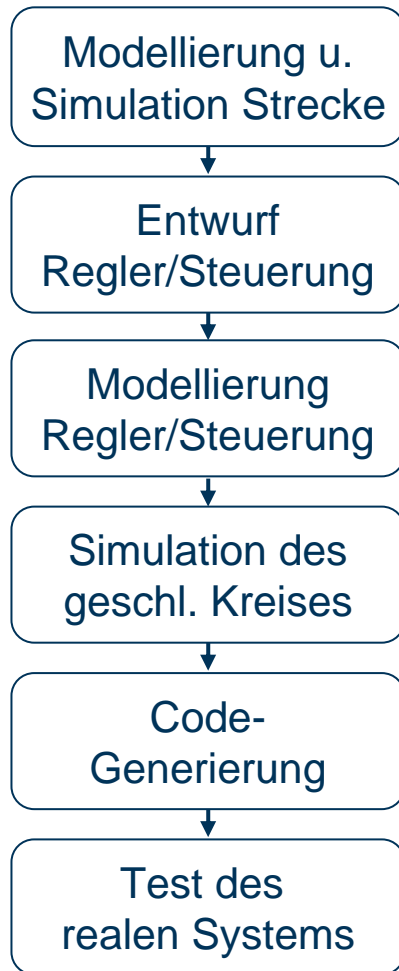 Modellierung u.
Simulation Strecke
Entwurf
Regler/Steuerung
Modellierung
Regler/Steuerung
Simulation des
geschl. Kreises
Code-
Generierung
Test des
realen Systems